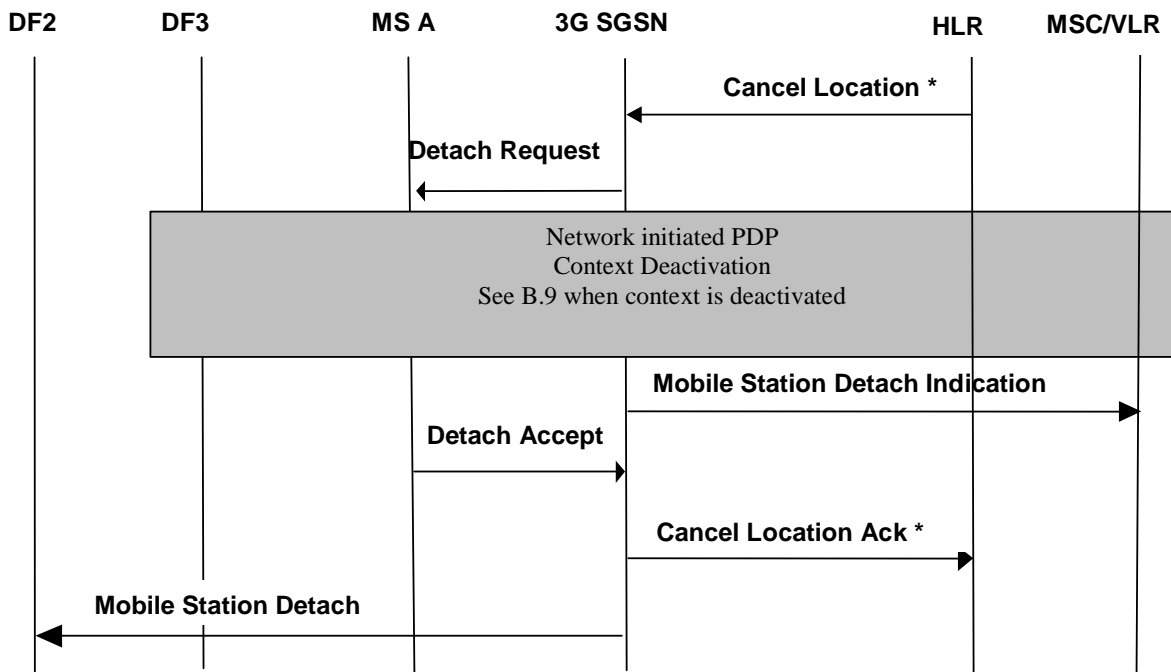 DF2 DF3 MS A 3G SGSN HLR MSC/VLR
Cancel Location *
Detach Request
Network initiated PDP
Context Deactivation
See B.9 when context is deactivated
Mobile Station Detach Indication
Detach Accept
Cancel Location Ack *
Mobile Station Detach